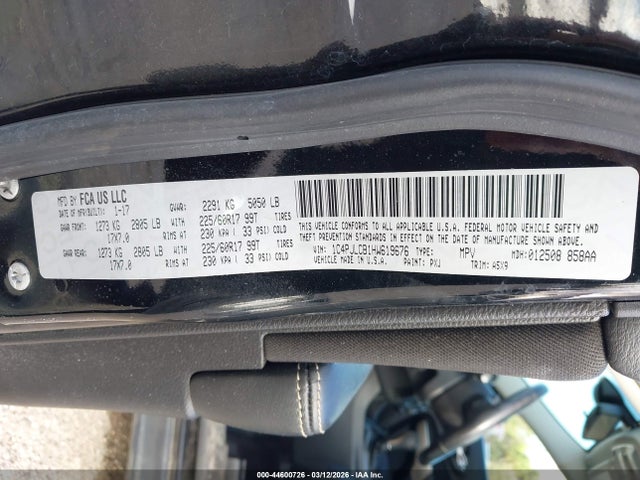 MFD BY FCA US LLC
DATE OF MFR(BUILT): 1-17
GVWR: 2291 KG 5050 LB
GAWR FRONT: 1273 KG 2805 LB WITH 225/60R17 99T TIRES
17X7.0 RIMS AT 230 KPA ( 33 PSI) COLD
GAWR REAR: 1273 KG 2805 LB WITH 225/60R17 99T TIRES
17X7.0 RIMS AT 230 KPA ( 33 PSI) COLD
THIS VEHICLE CONFORMS TO ALL APPLICABLE U.S.A. FEDERAL MOTOR VEHICLE SAFETY AND
THEFT PREVENTION STANDARDS IN EFFECT ON THE DATE OF MANUFACTURE SHOWN ABOVE.
VIN: 1C4PJLCB1HW619676 TYPE: MPV MDH: 012508 858AA
VEHICLE MADE IN U.S.A. PAINT: PXJ TRIM: A5X9
000-44600726 - 03/12/2026 - IAA Inc.